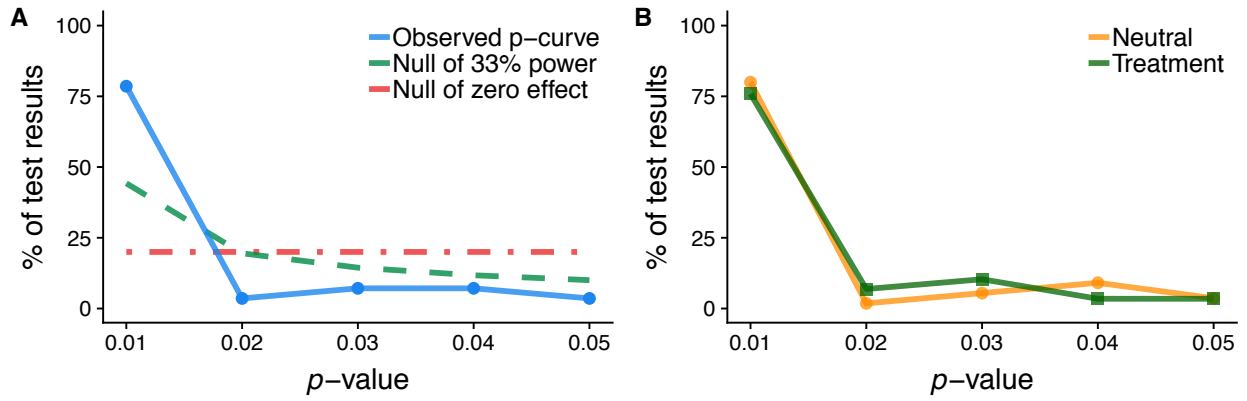 A
% of test results
100
75
50
25
0
0.01 0.02 0.03 0.04 0.05
p−value
Observed p−curve
Null of 33% power
Null of zero effect
B
% of test results
100
75
50
25
0
0.01 0.02 0.03 0.04 0.05
p−value
Neutral
Treatment